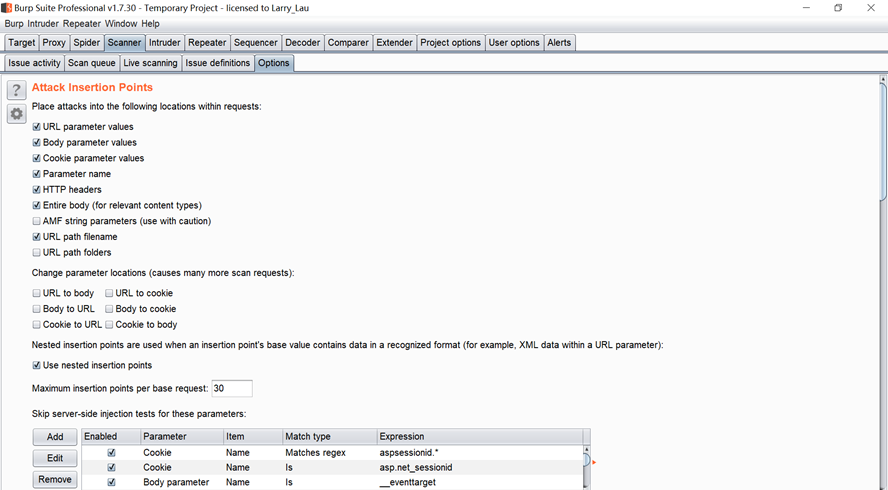 Burp Suite Professional v1.7.30 - Temporary Project - licensed to Larry_Lau
Burp Intruder Repeater Window Help
Target Proxy Spider Scanner Intruder Repeater Sequencer Decoder Comparer Extender Project options User options Alerts
Issue activity Scan queue Live scanning Issue definitions Options
? Attack Insertion Points
Place attacks into the following locations within requests:
URL parameter values
Body parameter values
Cookie parameter values
Parameter name
HTTP headers
Entire body (for relevant content types)
AMF string parameters (use with caution)
URL path filename
URL path folders
Change parameter locations (causes many more scan requests):
URL to body URL to cookie
Body to URL Body to cookie
Cookie to URL Cookie to body
Nested insertion points are used when an insertion point's base value contains data in a recognized format (for example, XML data within a URL parameter):
Use nested insertion points
Maximum insertion points per base request: 30
Skip server-side injection tests for these parameters:
Add Enabled Parameter Item Match type Expression
Cookie Name Matches regex aspsessionid.*
Edit Cookie Name Is asp.net_sessionid
Remove Body parameter Name Is __eventtarget